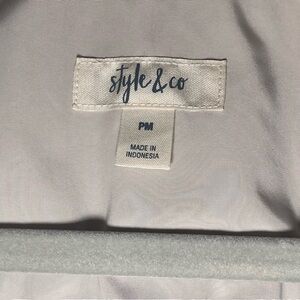 style & co
PM
MADE IN
INDONESIA